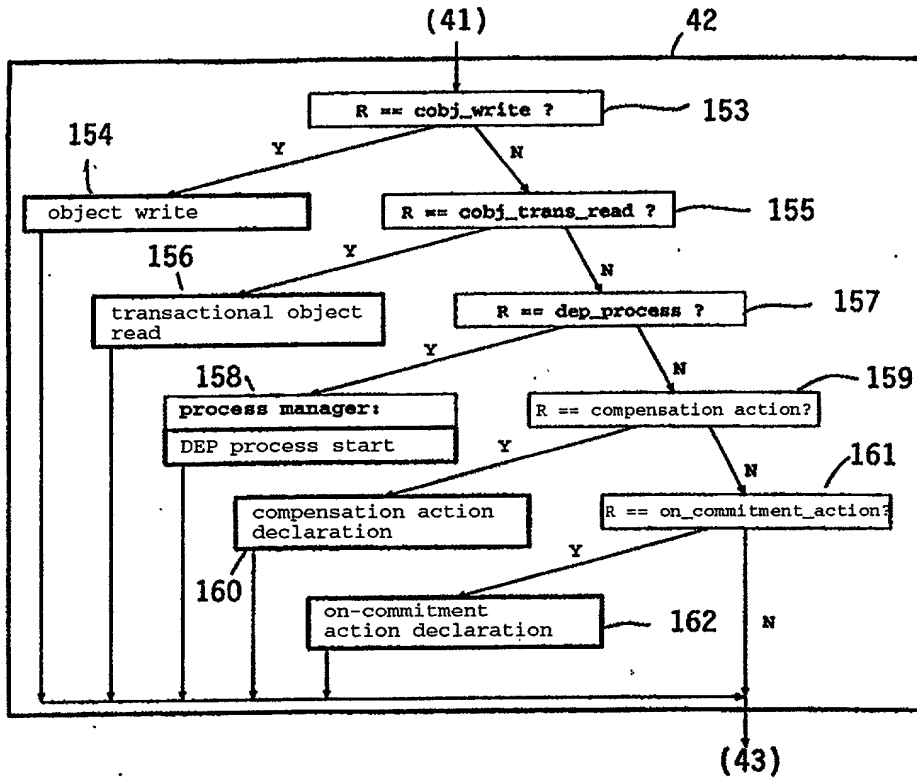 (41)
42
R == cobj_write ?
153
154
Y
N
object write
R == cobj_trans_read ?
155
156
Y
N
transactional object
read
R == dep_process ?
157
158
Y
N
159
process manager:
DEP process start
R == compensation action?
Y
N
161
compensation action
declaration
R == on_commitment_action?
160
Y
on-commitment
action declaration
162
N
(43)